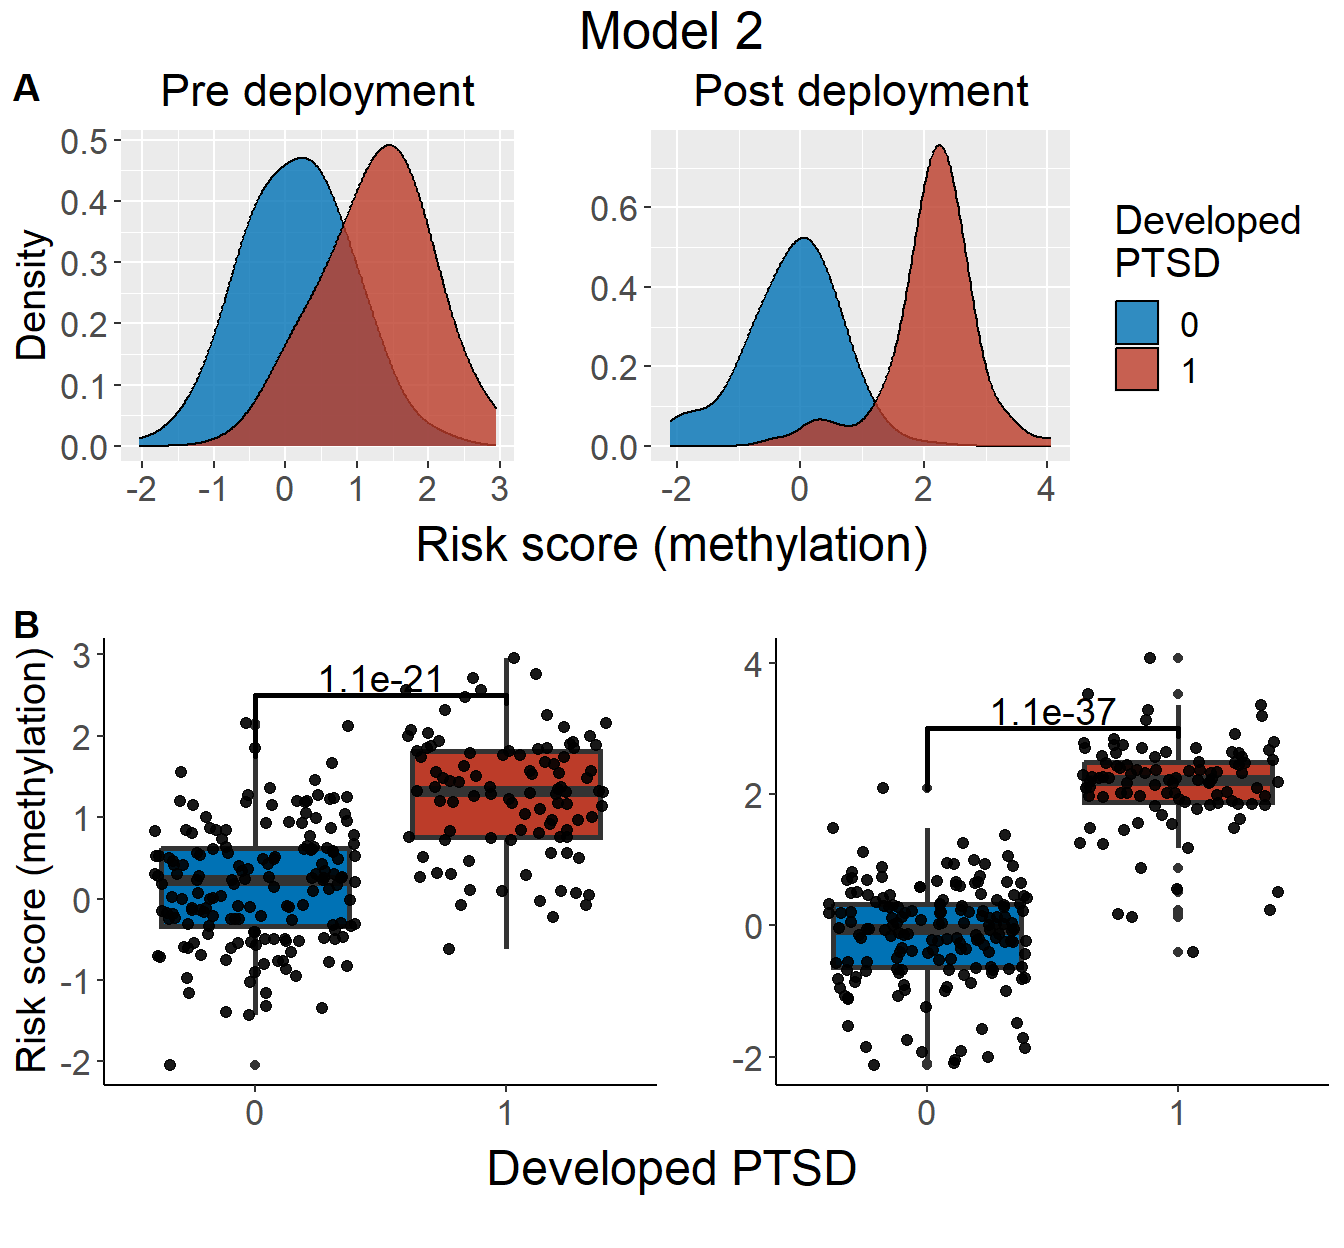 Model 2
A
Pre deployment
Post deployment
Density
0.5
0.4
0.3
0.2
0.1
0.0
-2 -1 0 1 2 3
0.6
0.4
0.2
0.0
-2 0 2 4
Developed
PTSD
0
1
Risk score (methylation)
B
Risk score (methylation)
3
2
1
0
-1
-2
1.1e-21
0 1
4
2
0
-2
1.1e-37
0 1
Developed PTSD